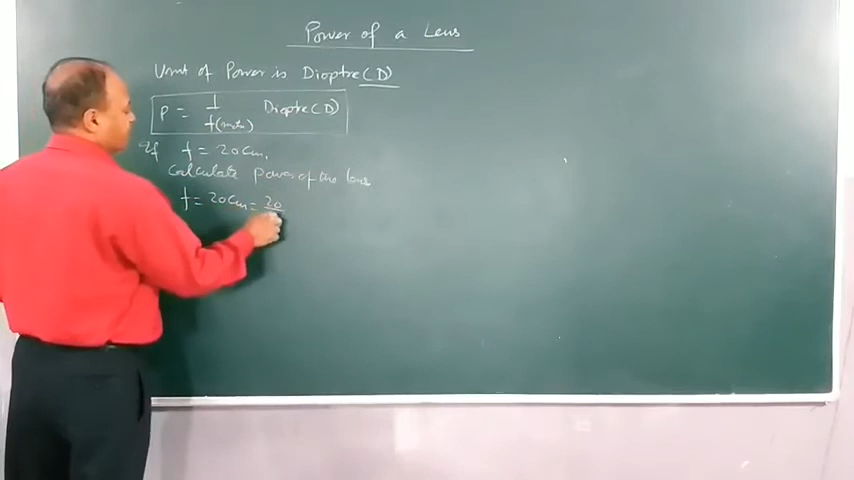 Power of a Lens
Unit of Power is Dioptre (D)
P = 1/f(metre) Dioptre (D)
If f = 20cm,
Calculate power of the lens
f = 20cm = 20